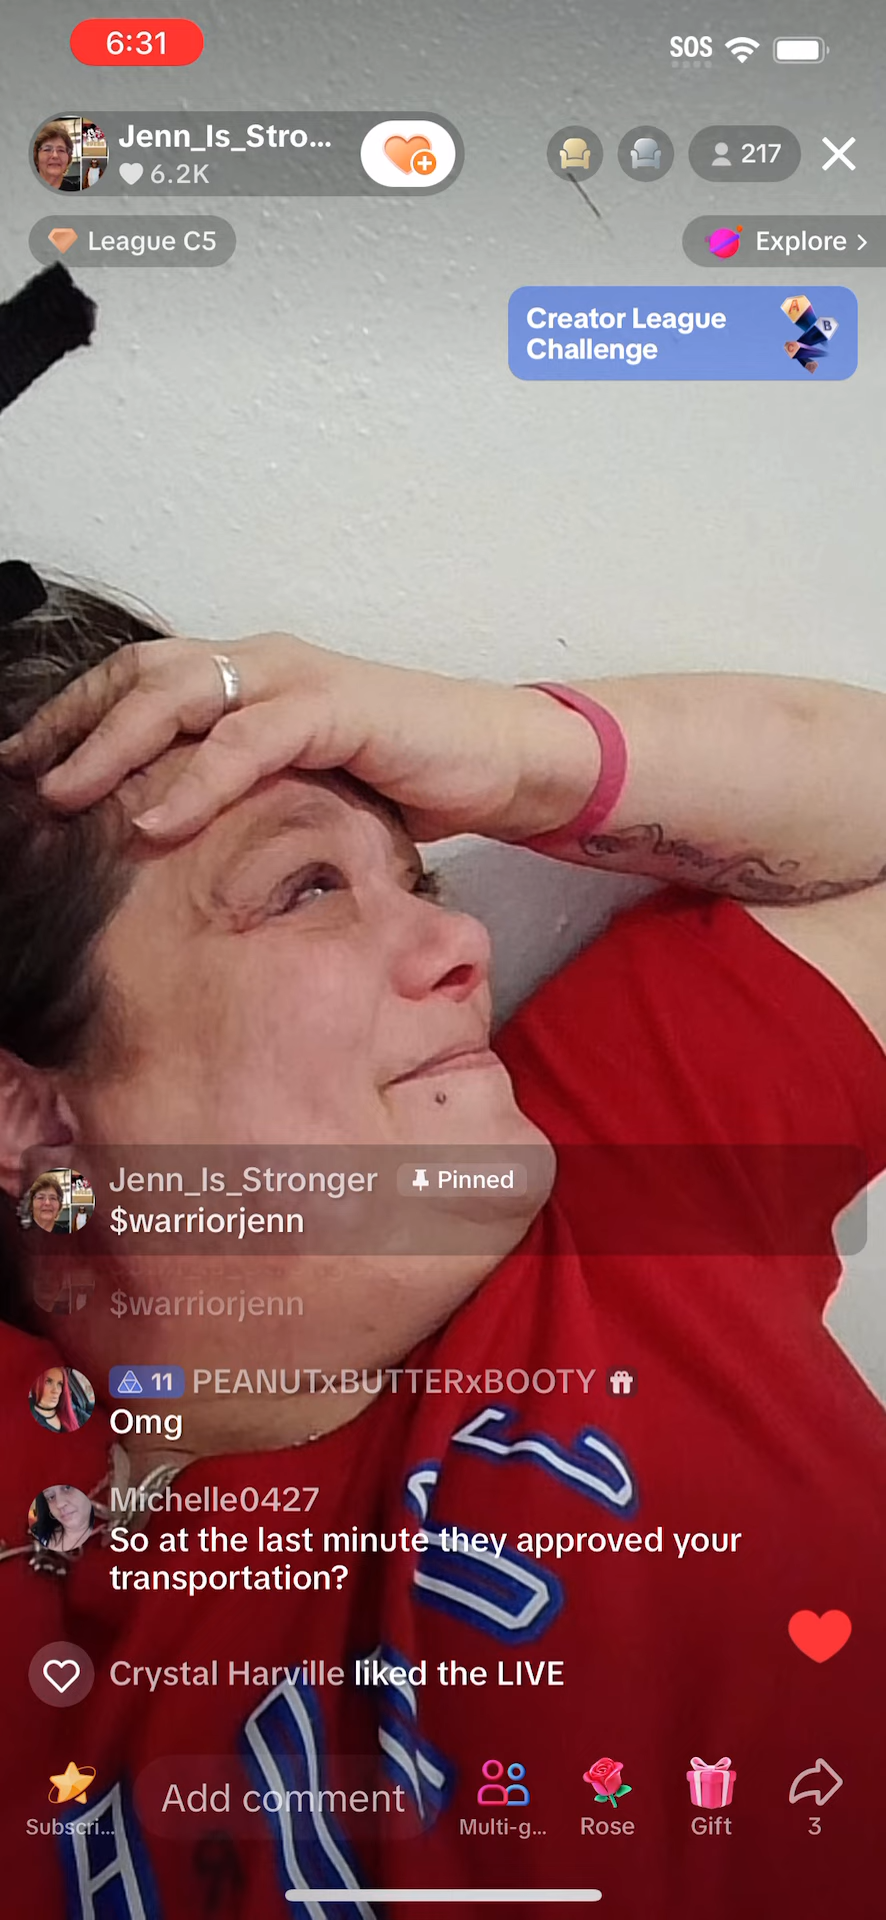 6:31
SOS
Jenn_Is_Stro...
6.2K
217
League C5
Explore >
Creator League
Challenge
A
B
C
Jenn_Is_Stronger Pinned
$warriorjenn
$warriorjenn
11 PEANUTxBUTTERxBOOTY
Omg
Michelle0427
So at the last minute they approved your
transportation?
Crystal Harville liked the LIVE
Add comment
Subscri...
Multi-g...
Rose
Gift
3